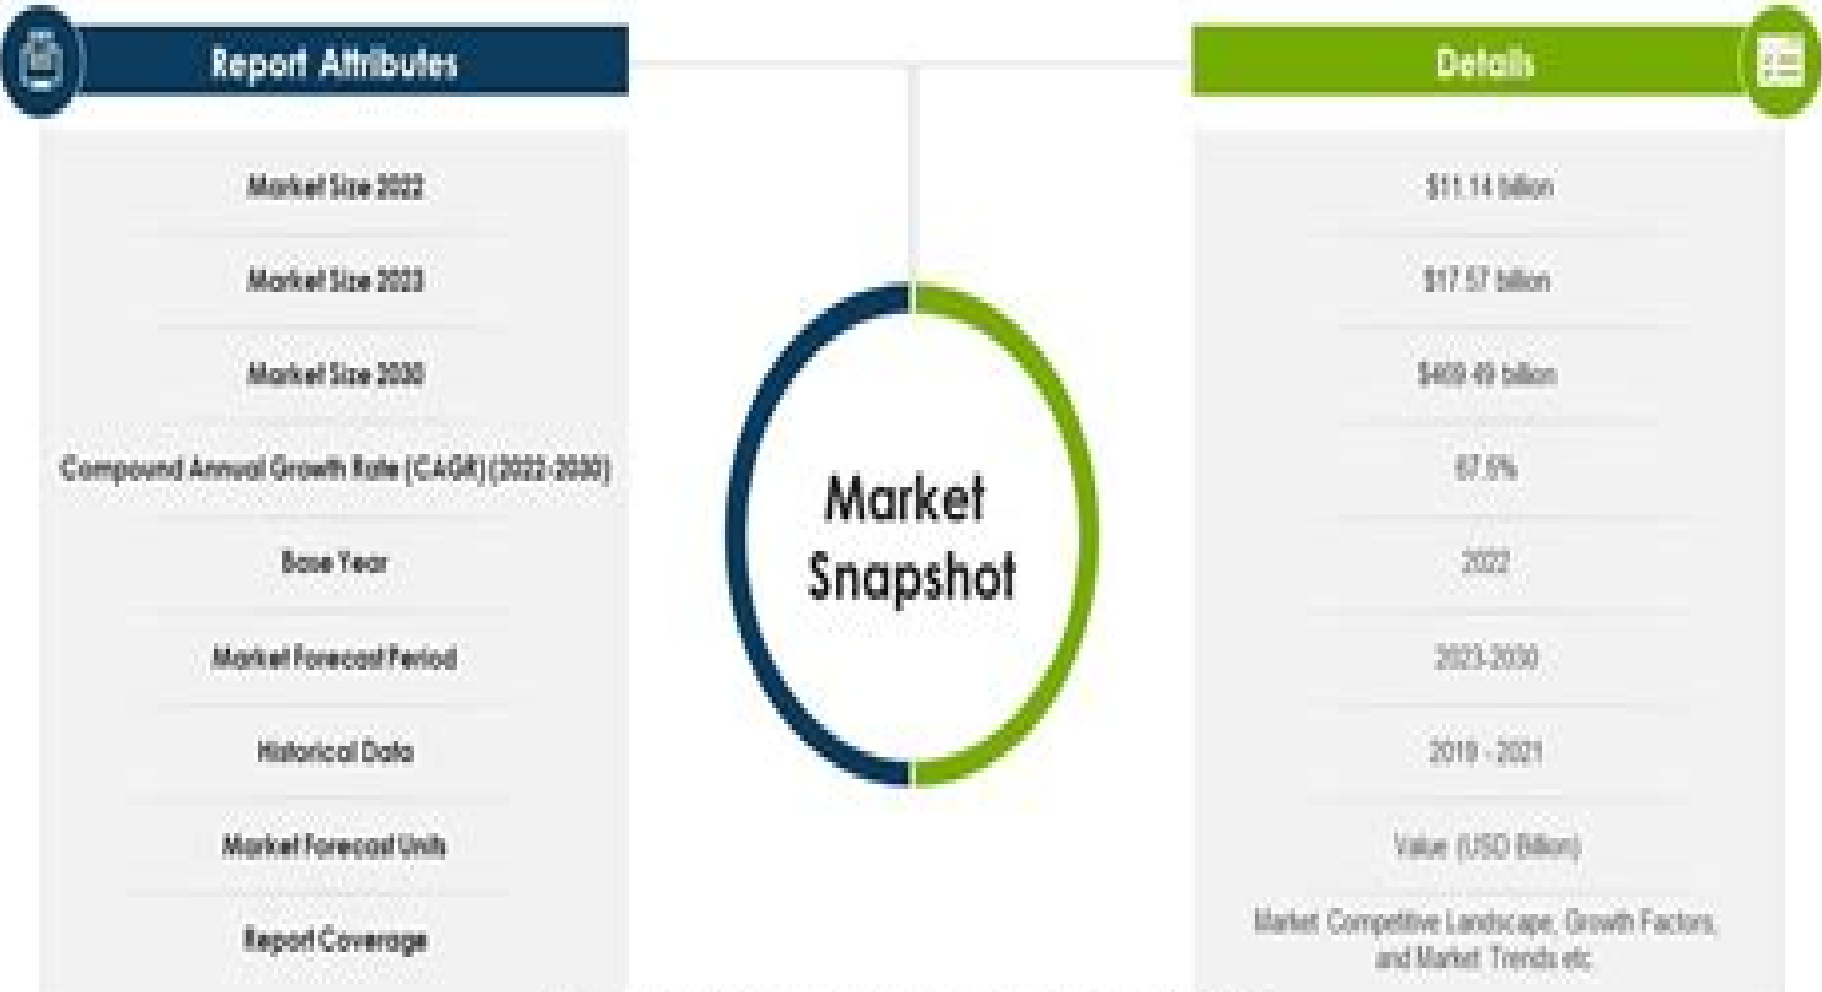 Report Attributes
Details
Market Size 2022
$11.14 billion
Market Size 2023
$17.57 billion
Market Size 2030
$469.49 billion
Compound Annual Growth Rate (CAGR) (2022-2030)
67.6%
Base Year
2022
Market Forecast Period
2023-2030
Historical Data
2019 - 2021
Market Forecast Units
Value (USD Billion)
Report Coverage
Market Competitive Landscape, Growth Factors,
and Market Trends etc
Market
Snapshot